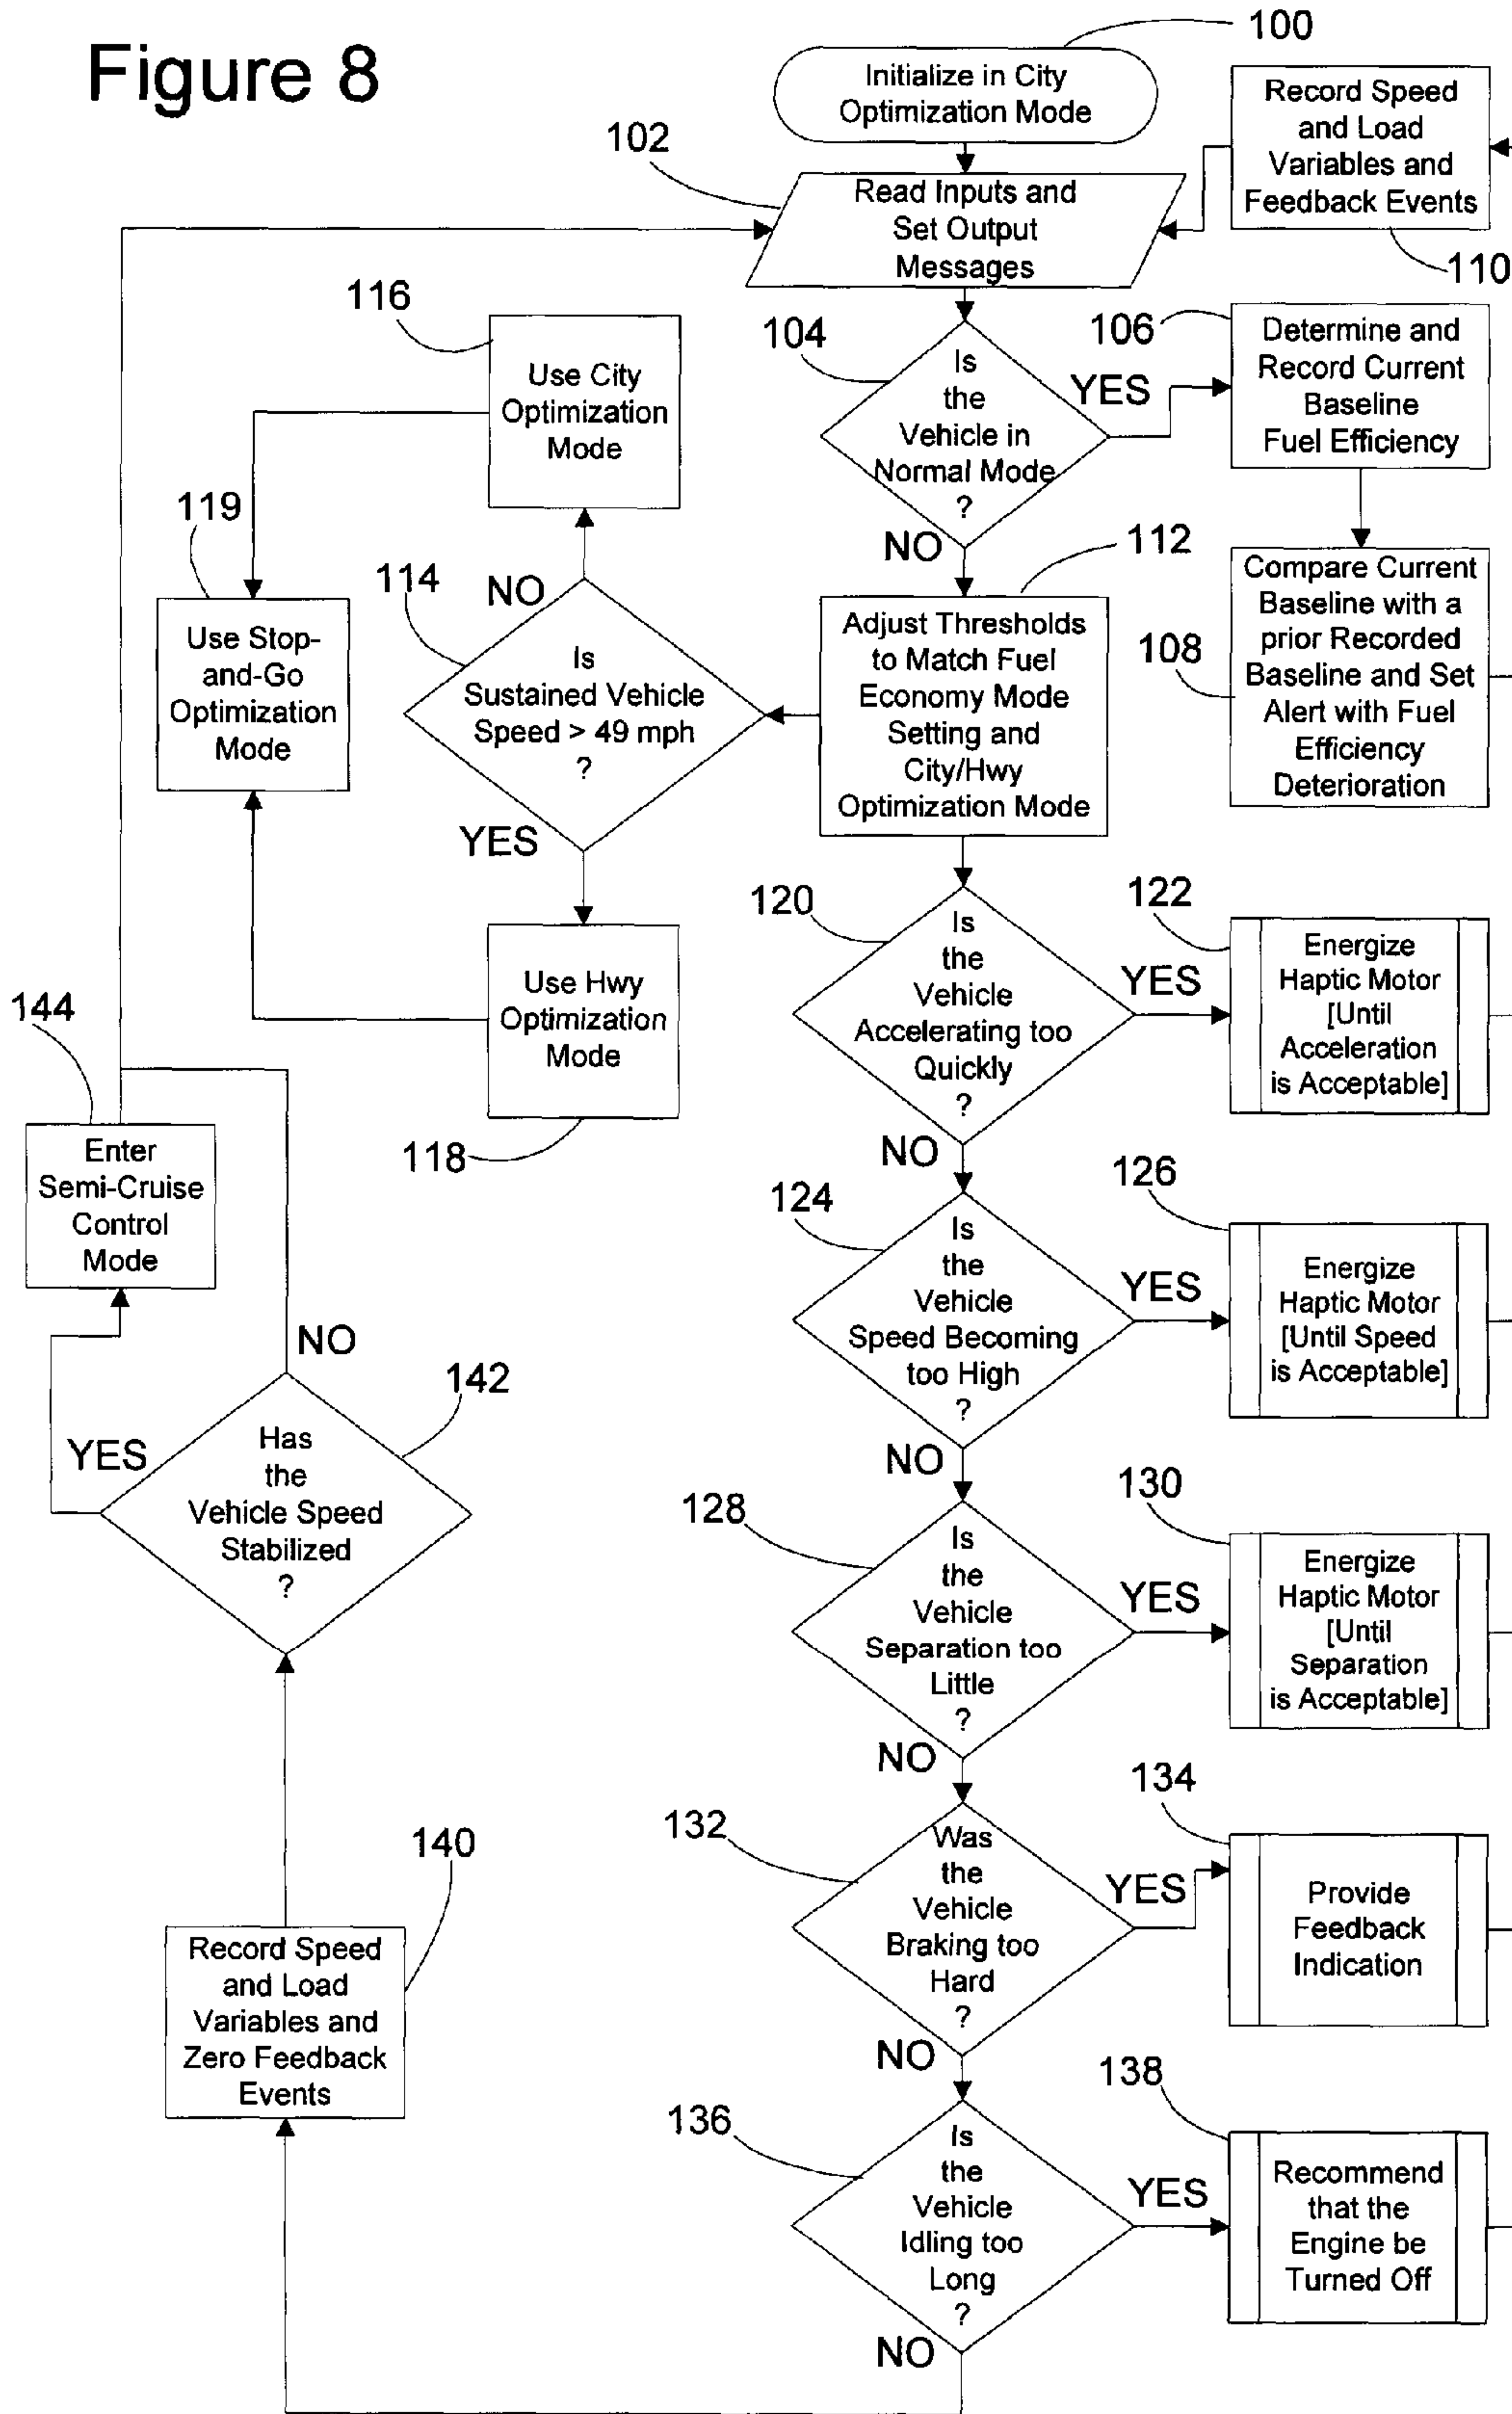 Figure 8
100
Initialize in City
Optimization Mode
Record Speed
and Load
Variables and
Feedback Events
110
102
Read Inputs and
Set Output
Messages
104
Is
the
Vehicle in
Normal Mode
?
YES
NO
106
Determine and
Record Current
Baseline
Fuel Efficiency
108
Compare Current
Baseline with a
prior Recorded
Baseline and Set
Alert with Fuel
Efficiency
Deterioration
112
Adjust Thresholds
to Match Fuel
Economy Mode
Setting and
City/Hwy
Optimization Mode
114
Is
Sustained Vehicle
Speed > 49 mph
?
NO
YES
116
Use City
Optimization
Mode
119
Use Stop-
and-Go
Optimization
Mode
Use Hwy
Optimization
Mode
118
120
Is
the
Vehicle
Accelerating too
Quickly
?
YES
NO
122
Energize
Haptic Motor
[Until
Acceleration
is Acceptable]
124
Is
the
Vehicle
Speed Becoming
too High
?
YES
NO
126
Energize
Haptic Motor
[Until Speed
is Acceptable]
128
Is
the
Vehicle
Separation too
Little
?
YES
NO
130
Energize
Haptic Motor
[Until
Separation
is Acceptable]
132
Was
the
Vehicle
Braking too
Hard
?
YES
NO
134
Provide
Feedback
Indication
136
Is
the
Vehicle
Idling too
Long
?
YES
NO
138
Recommend
that the
Engine be
Turned Off
140
Record Speed
and Load
Variables and
Zero Feedback
Events
142
Has
the
Vehicle Speed
Stabilized
?
YES
NO
144
Enter
Semi-Cruise
Control
Mode